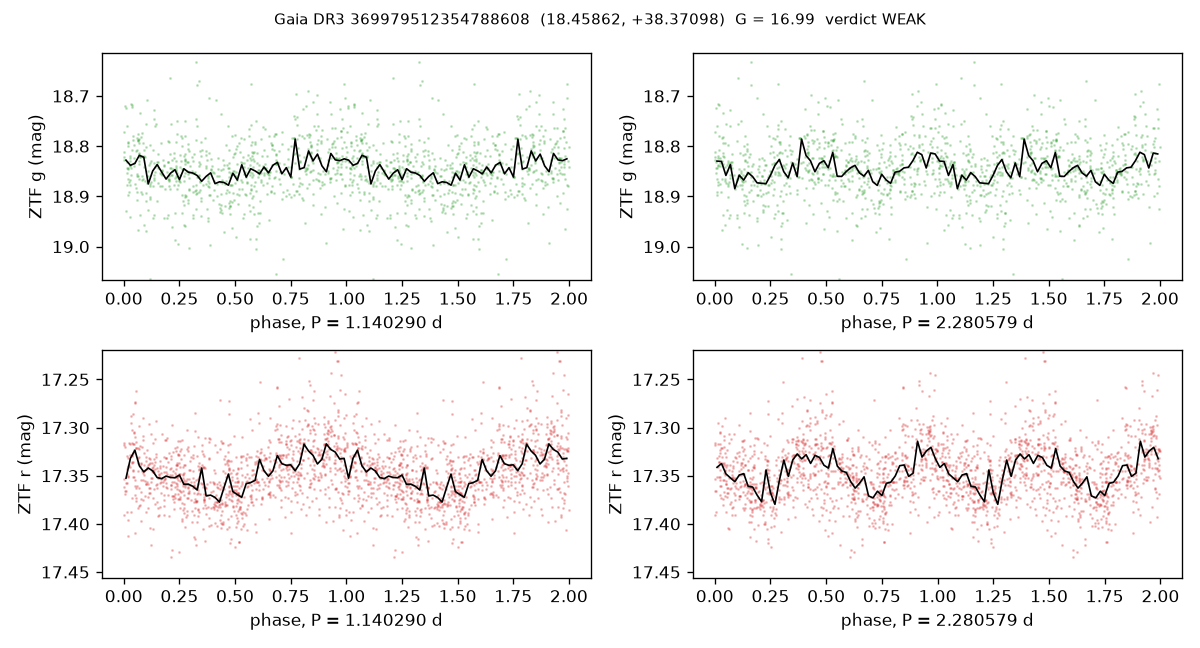 Gaia DR3 369979512354788608  (18.45862, +38.37098)  G = 16.99  verdict WEAK
ZTF g (mag)
18.7
18.8
18.9
19.0
0.00 0.25 0.50 0.75 1.00 1.25 1.50 1.75 2.00
phase, P = 1.140290 d
ZTF g (mag)
18.7
18.8
18.9
19.0
0.00 0.25 0.50 0.75 1.00 1.25 1.50 1.75 2.00
phase, P = 2.280579 d
ZTF r (mag)
17.25
17.30
17.35
17.40
17.45
0.00 0.25 0.50 0.75 1.00 1.25 1.50 1.75 2.00
phase, P = 1.140290 d
ZTF r (mag)
17.25
17.30
17.35
17.40
17.45
0.00 0.25 0.50 0.75 1.00 1.25 1.50 1.75 2.00
phase, P = 2.280579 d